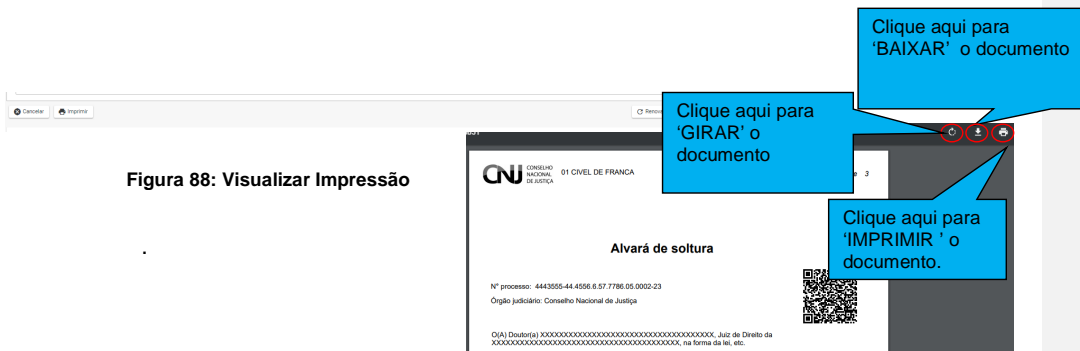 Clique aqui para
'BAIXAR' o documento
Cancelar Imprimir
Clique aqui para
'GIRAR' o
documento
CNJ CONSELHO
NACIONAL
DE JUSTIÇA
01 CIVEL DE FRANCA
3
Figura 88: Visualizar Impressão
.
Clique aqui para
'IMPRIMIR ' o
documento.
Alvará de soltura
N° processo: 4443555-44.4556.6.57.7786.05.0002-23
Órgão judiciário: Conselho Nacional de Justiça
O(A) Doutor(a) XXXXXXXXXXXXXXXXXXXXXXXXXXXXXXXXXXXXX, Juiz de Direito da
XXXXXXXXXXXXXXXXXXXXXXXXXXXXXXXXXXXXXXXX, na forma da lei, etc.